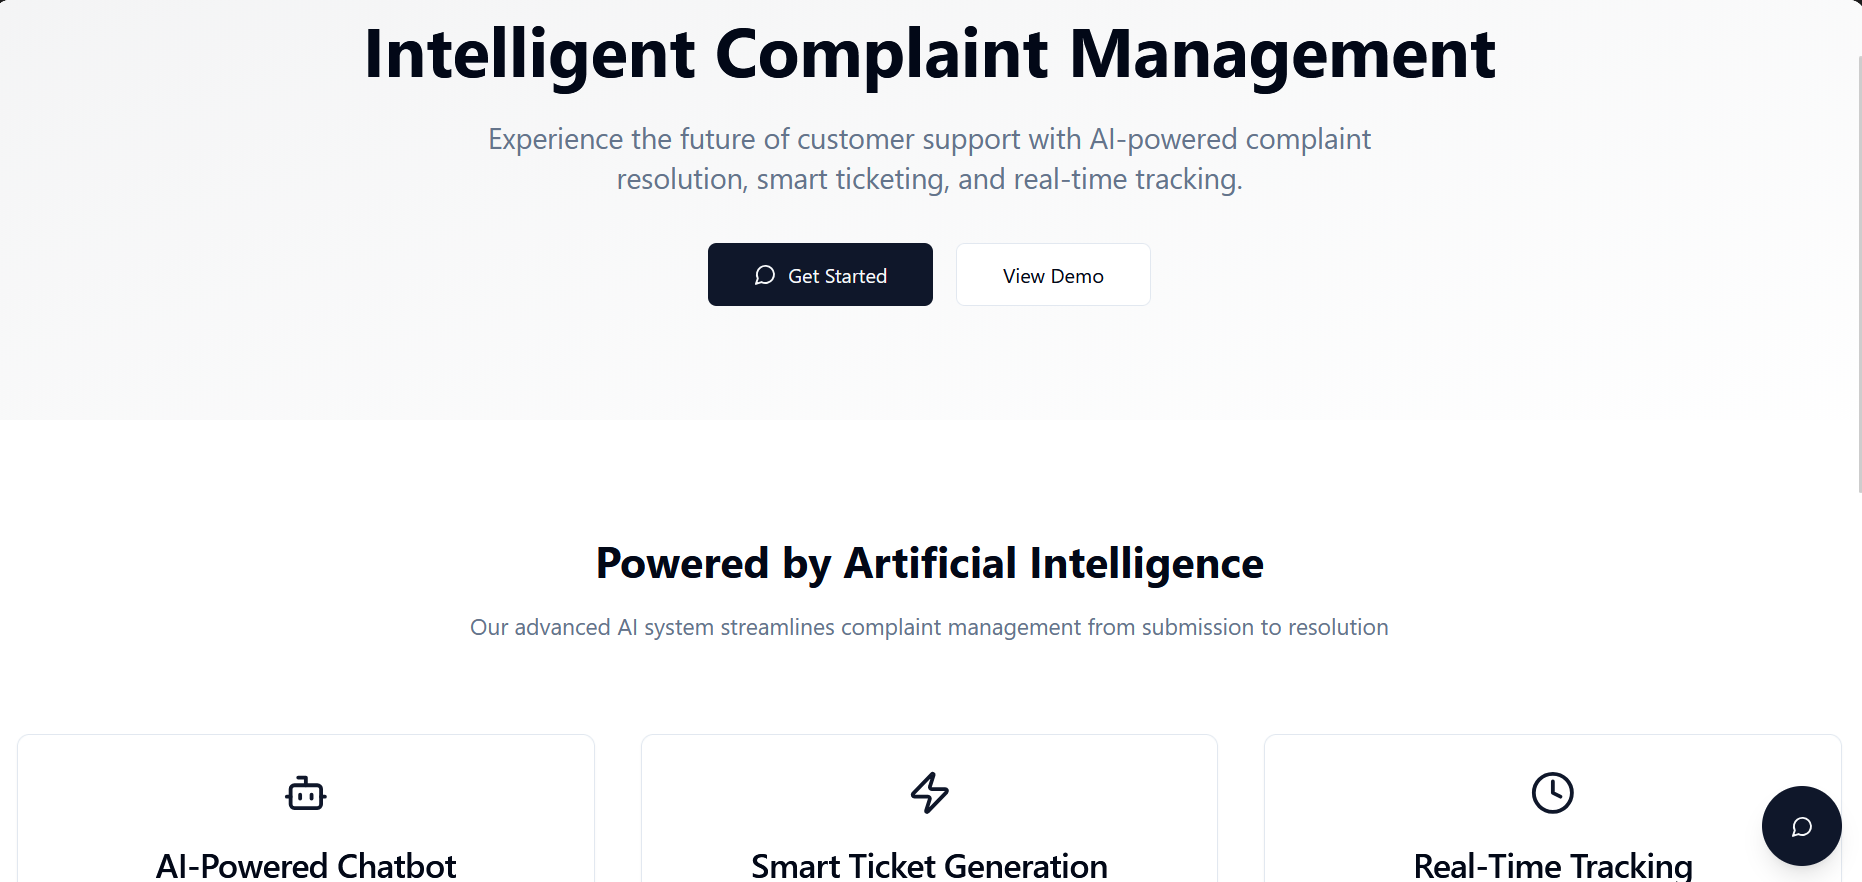 Intelligent Complaint Management
Experience the future of customer support with AI-powered complaint
resolution, smart ticketing, and real-time tracking.
Get Started
View Demo
Powered by Artificial Intelligence
Our advanced AI system streamlines complaint management from submission to resolution
AI-Powered Chatbot
Smart Ticket Generation
Real-Time Tracking